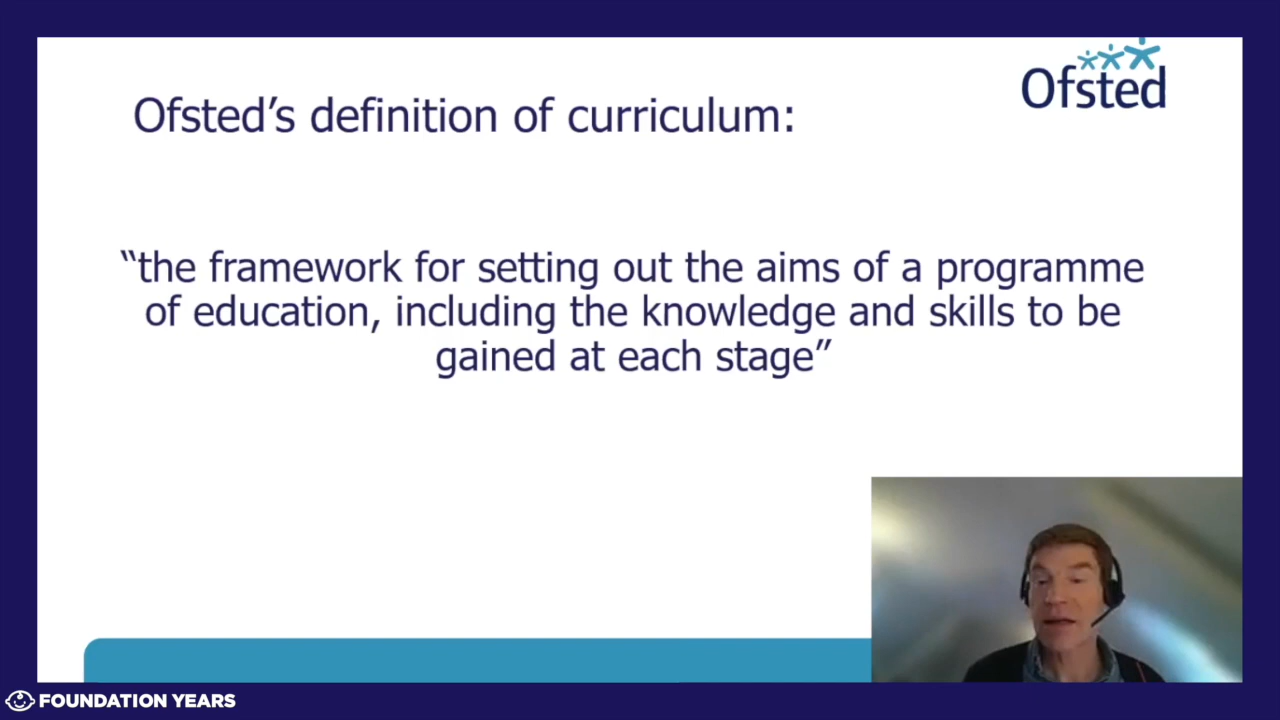 Ofsted
Ofsted’s definition of curriculum:
“the framework for setting out the aims of a programme
of education, including the knowledge and skills to be
gained at each stage”
FOUNDATION YEARS